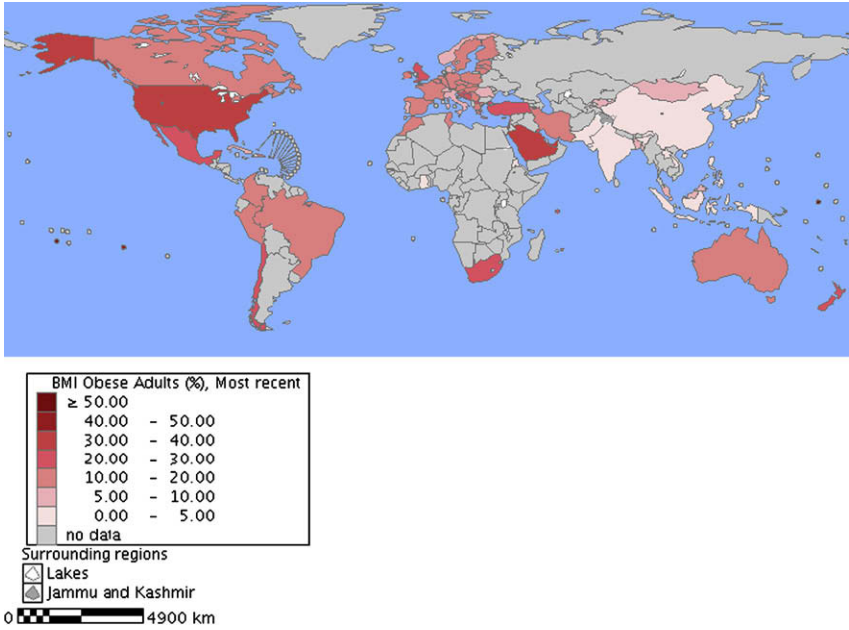 BMI Obese Adults (%), Most recent
≥ 50.00
40.00 - 50.00
30.00 - 40.00
20.00 - 30.00
10.00 - 20.00
5.00 - 10.00
0.00 - 5.00
no data
Surrounding regions
Lakes
Jammu and Kashmir
0 4900 km